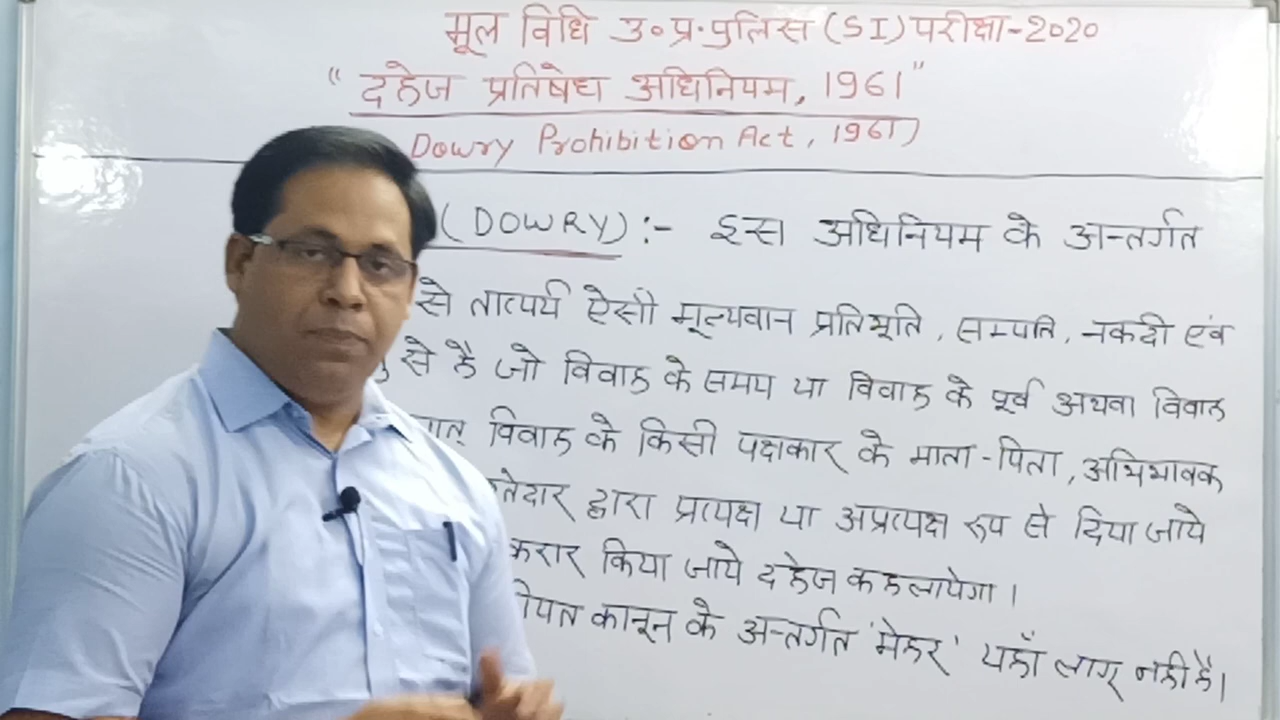 मूल विधि उ०प्र०पुलिस (SI) परीक्षा-2020
"दहेज प्रतिषेध अधिनियम, 1961"
Dowry Prohibition Act, 1961)
(DOWRY) :- इस अधिनियम के अन्तर्गत
से तात्पर्य ऐसी मूल्यवान प्रतिभूति, सम्पति, नकदी एंव
से है जो विवाह के समय या विवाह के पूर्व अथवा विवाह
विवाह के किसी पक्षकार के माता-पिता, अभिभावक
द्वारा प्रत्यक्ष या अप्रत्यक्ष रूप से दिया जाये
करार किया जाये दहेज कहलायेगा।
कानून के अन्तर्गत 'मेहर' यहाँ लागू नही है।